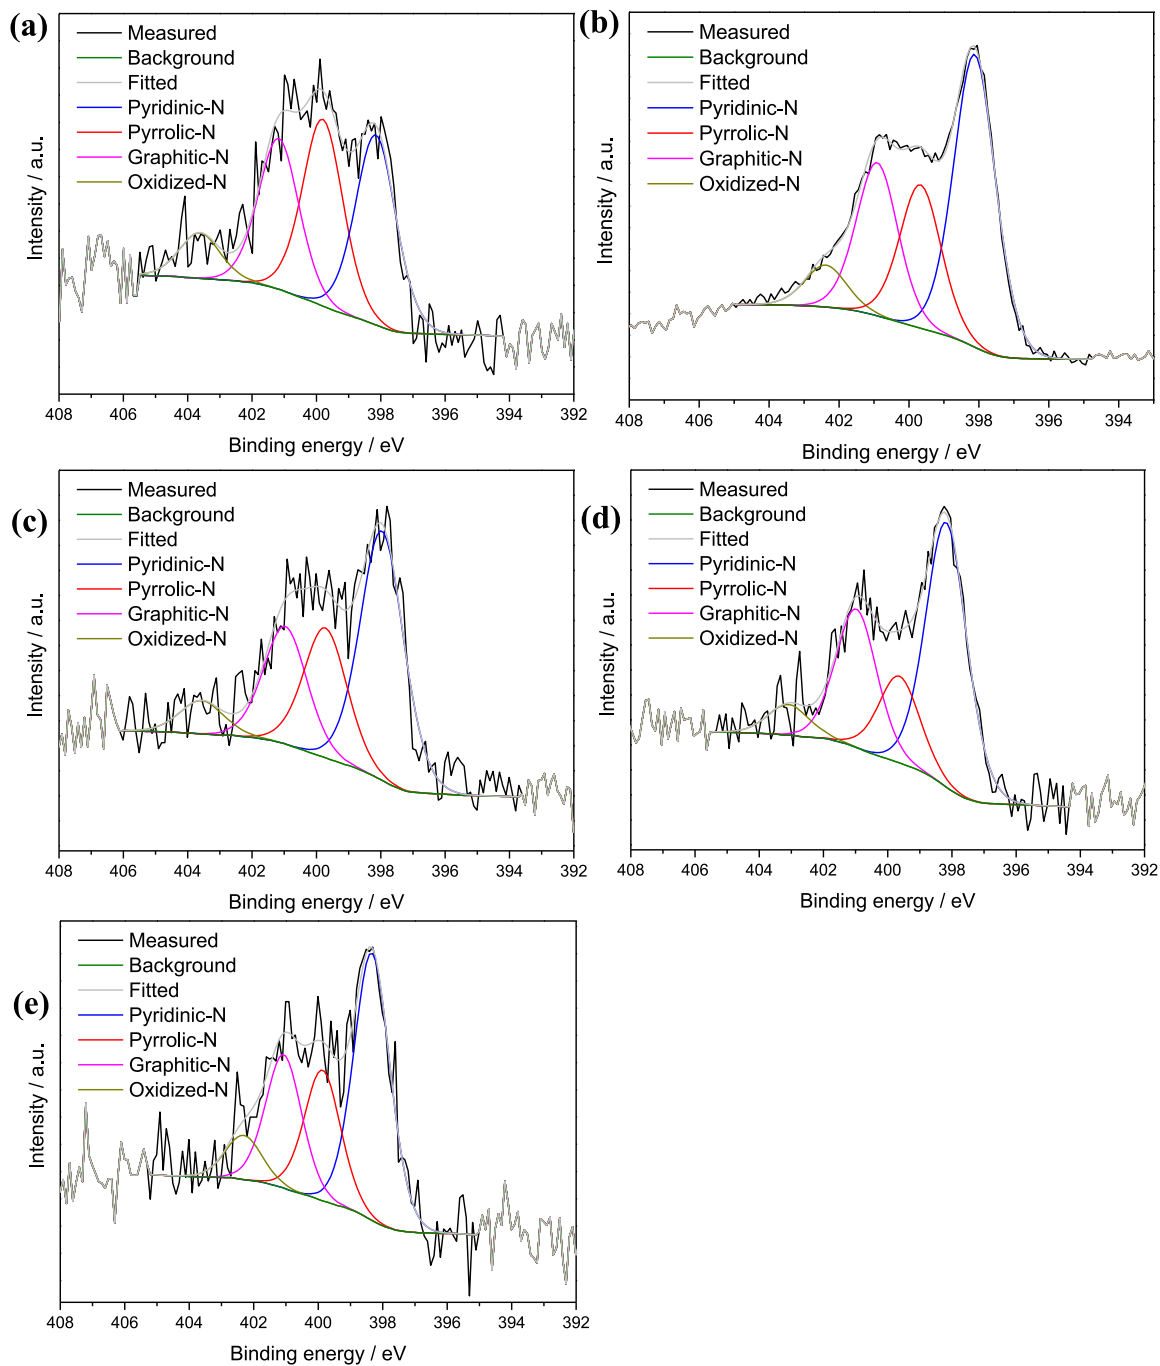 (a)
Measured
Background
Fitted
Pyridinic-N
Pyrrolic-N
Graphitic-N
Oxidized-N
Intensity / a.u.
408 406 404 402 400 398 396 394 392
Binding energy / eV
(b)
Measured
Background
Fitted
Pyridinic-N
Pyrrolic-N
Graphitic-N
Oxidized-N
Intensity / a.u.
408 406 404 402 400 398 396 394
Binding energy / eV
(c)
Measured
Background
Fitted
Pyridinic-N
Pyrrolic-N
Graphitic-N
Oxidized-N
Intensity / a.u.
408 406 404 402 400 398 396 394 392
Binding energy / eV
(d)
Measured
Background
Fitted
Pyridinic-N
Pyrrolic-N
Graphitic-N
Oxidized-N
Intensity / a.u.
408 406 404 402 400 398 396 394 392
Binding energy / eV
(e)
Measured
Background
Fitted
Pyridinic-N
Pyrrolic-N
Graphitic-N
Oxidized-N
Intensity / a.u.
408 406 404 402 400 398 396 394 392
Binding energy / eV